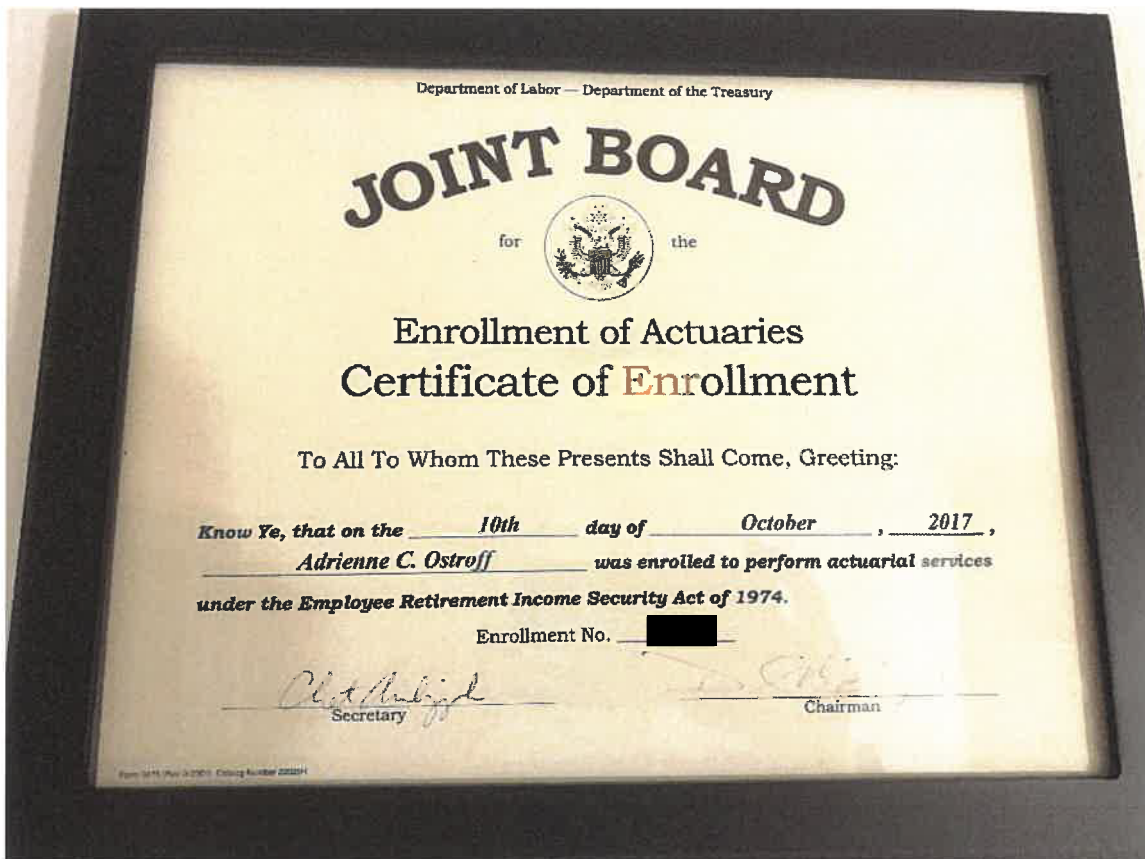 Department of Labor — Department of the Treasury
JOINT BOARD
for the
Enrollment of Actuaries
Certificate of Enrollment
To All To Whom These Presents Shall Come, Greeting:
Know Ye, that on the 10th day of October, 2017,
Adrienne C. Ostroff was enrolled to perform actuarial services
under the Employee Retirement Income Security Act of 1974.
Enrollment No.
Secretary Chairman